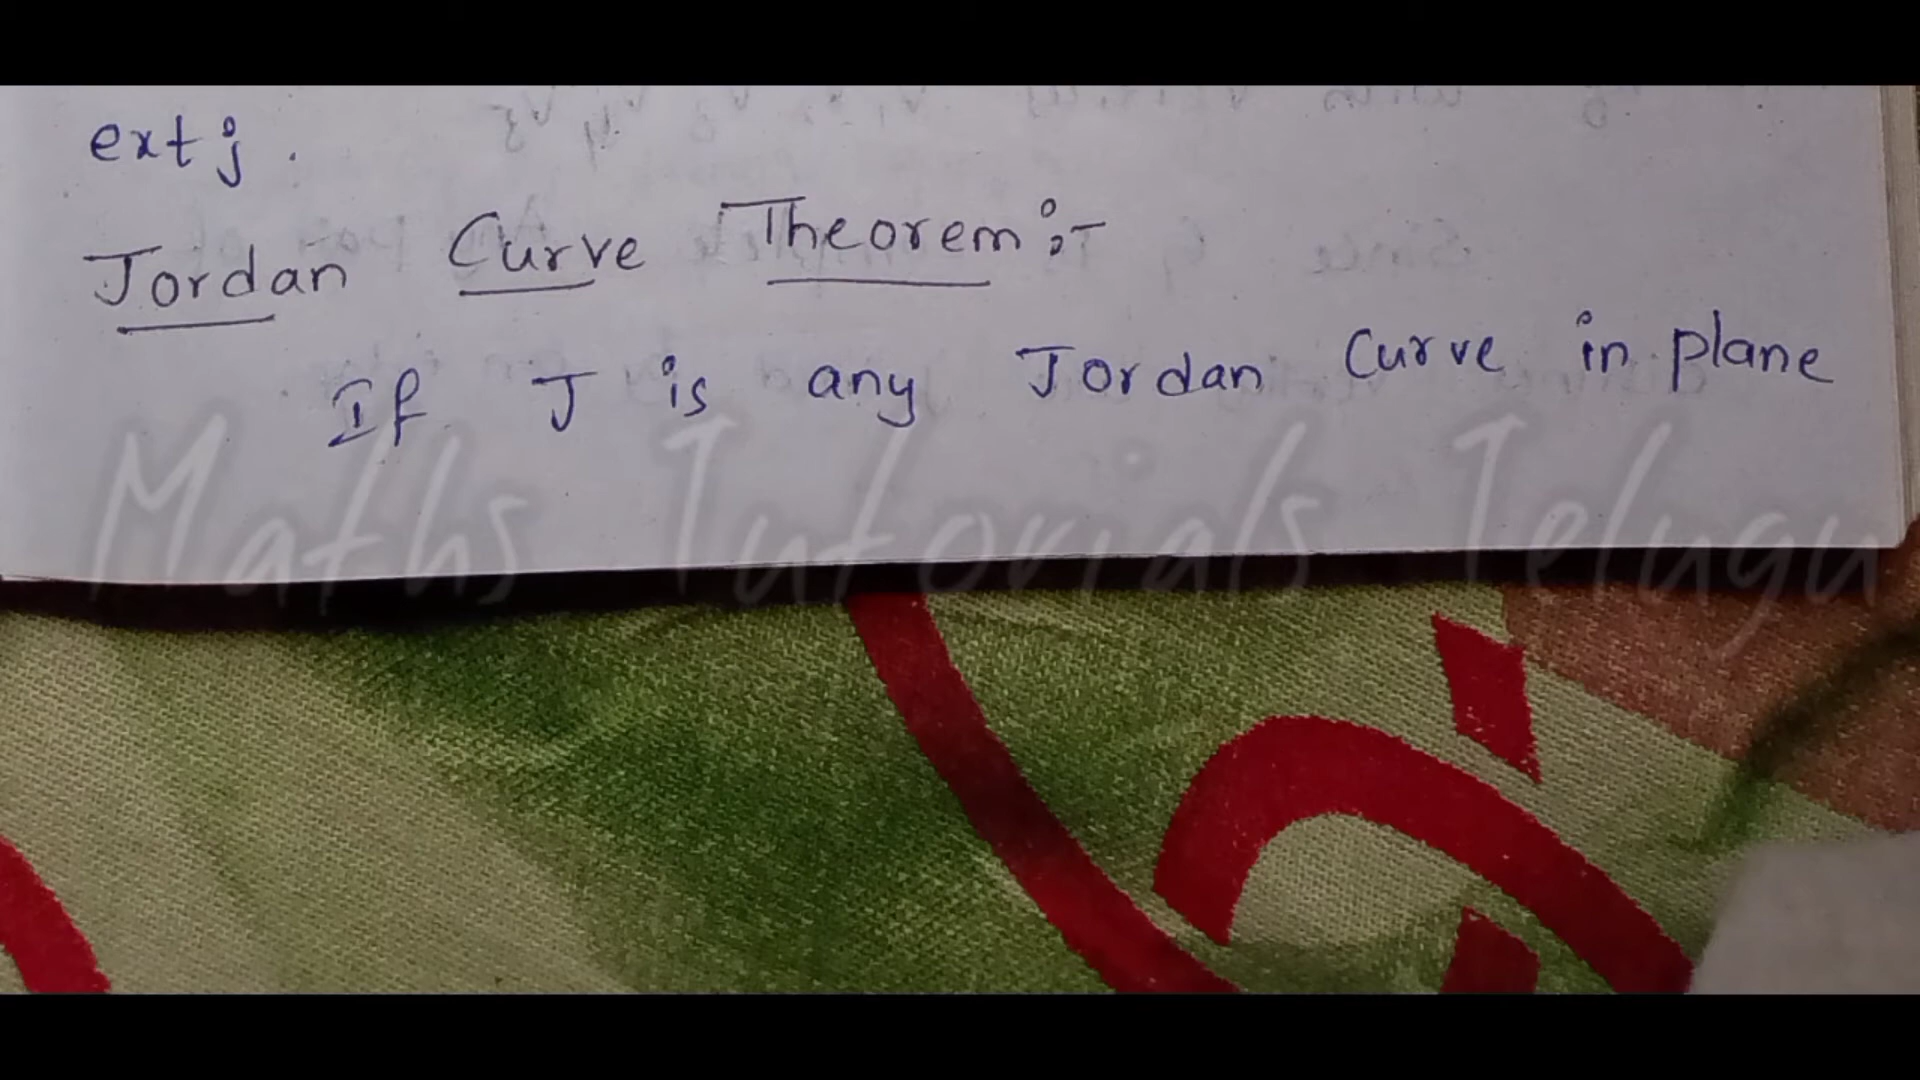 ext j.
Jordan Curve Theorem :-
If J is any Jordan Curve in plane
Maths Tutorials Telugu